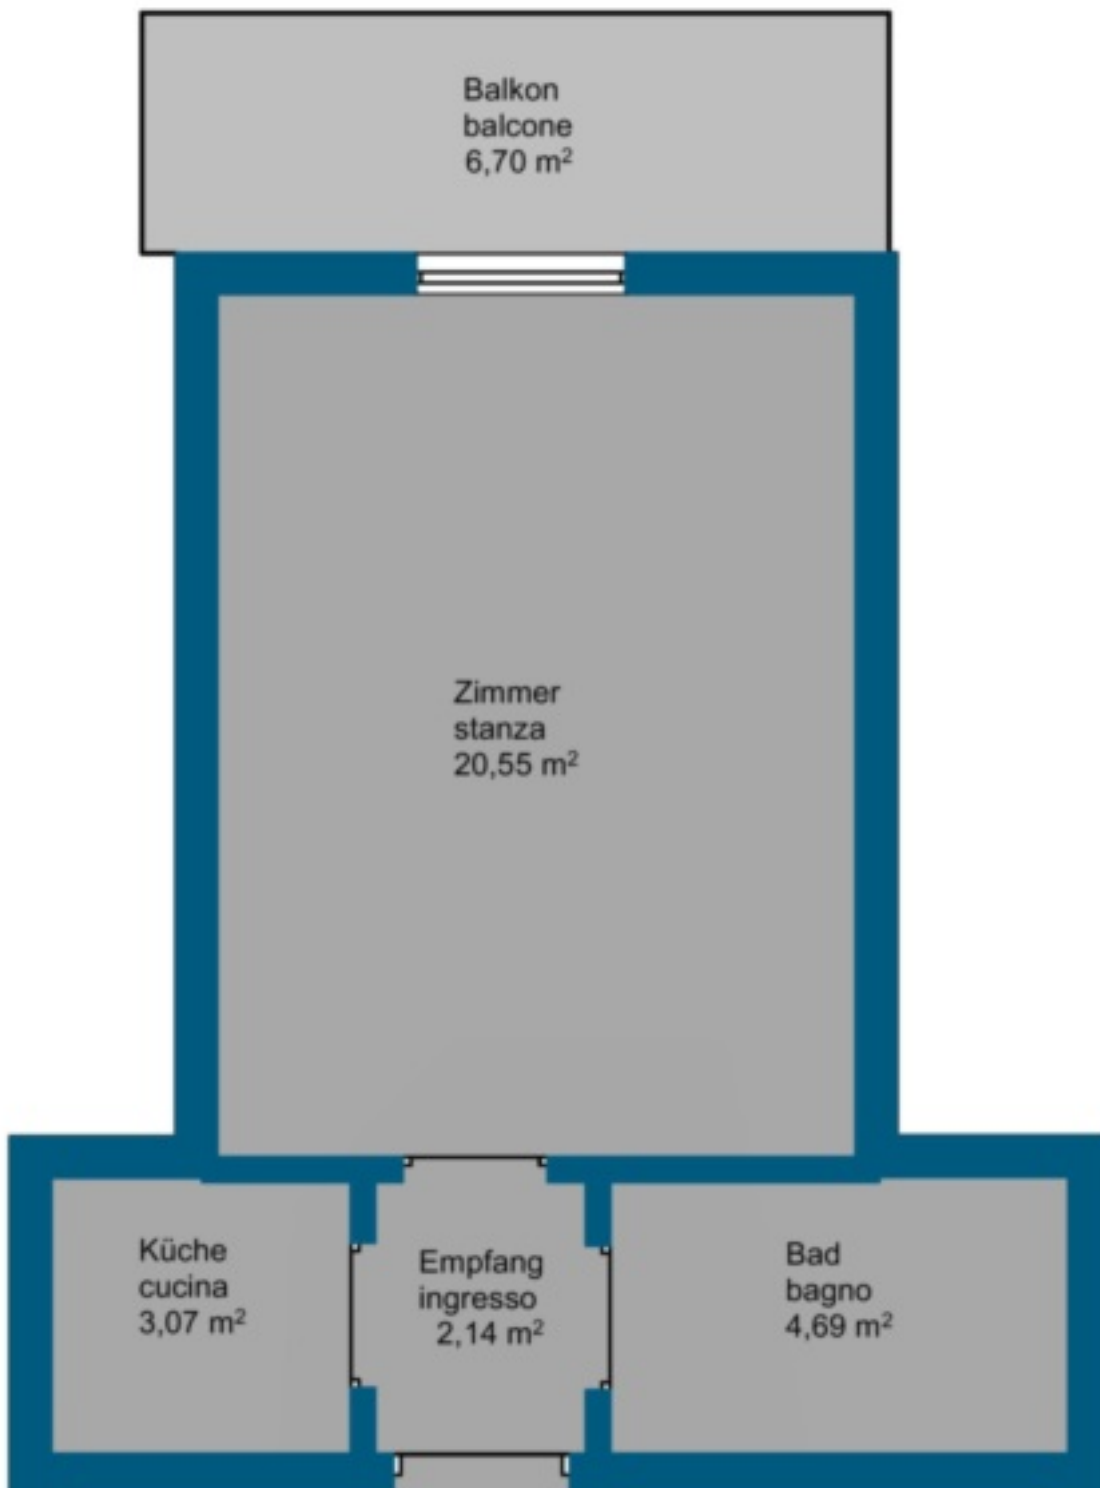 Balkon
balcone
6,70 m²
Zimmer
stanza
20,55 m²
Küche
cucina
3,07 m²
Empfang
ingresso
2,14 m²
Bad
bagno
4,69 m²